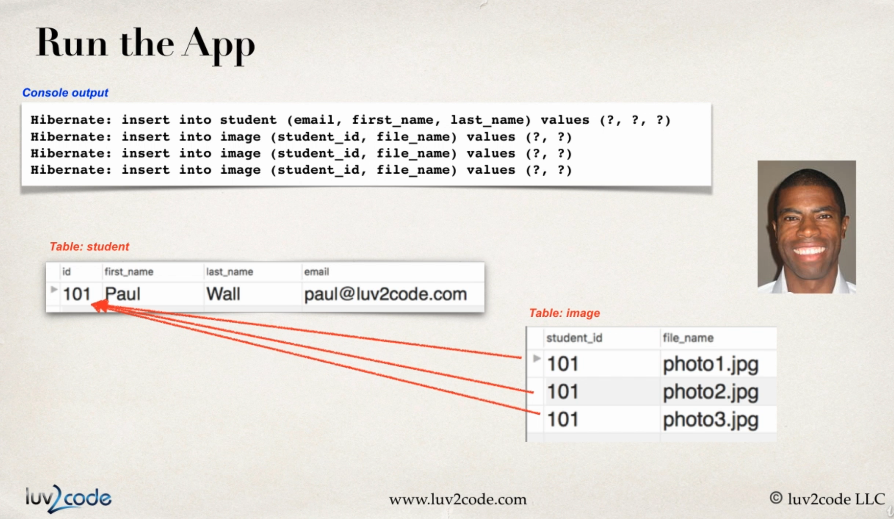 Run the App
Console output
Hibernate: insert into student (email, first_name, last_name) values (?, ?, ?)
Hibernate: insert into image (student_id, file_name) values (?, ?)
Hibernate: insert into image (student_id, file_name) values (?, ?)
Hibernate: insert into image (student_id, file_name) values (?, ?)
Table: student
id first_name last_name email
101 Paul Wall paul@luv2code.com
Table: image
student_id file_name
101 photo1.jpg
101 photo2.jpg
101 photo3.jpg
luv2code
www.luv2code.com
© luv2code LLC